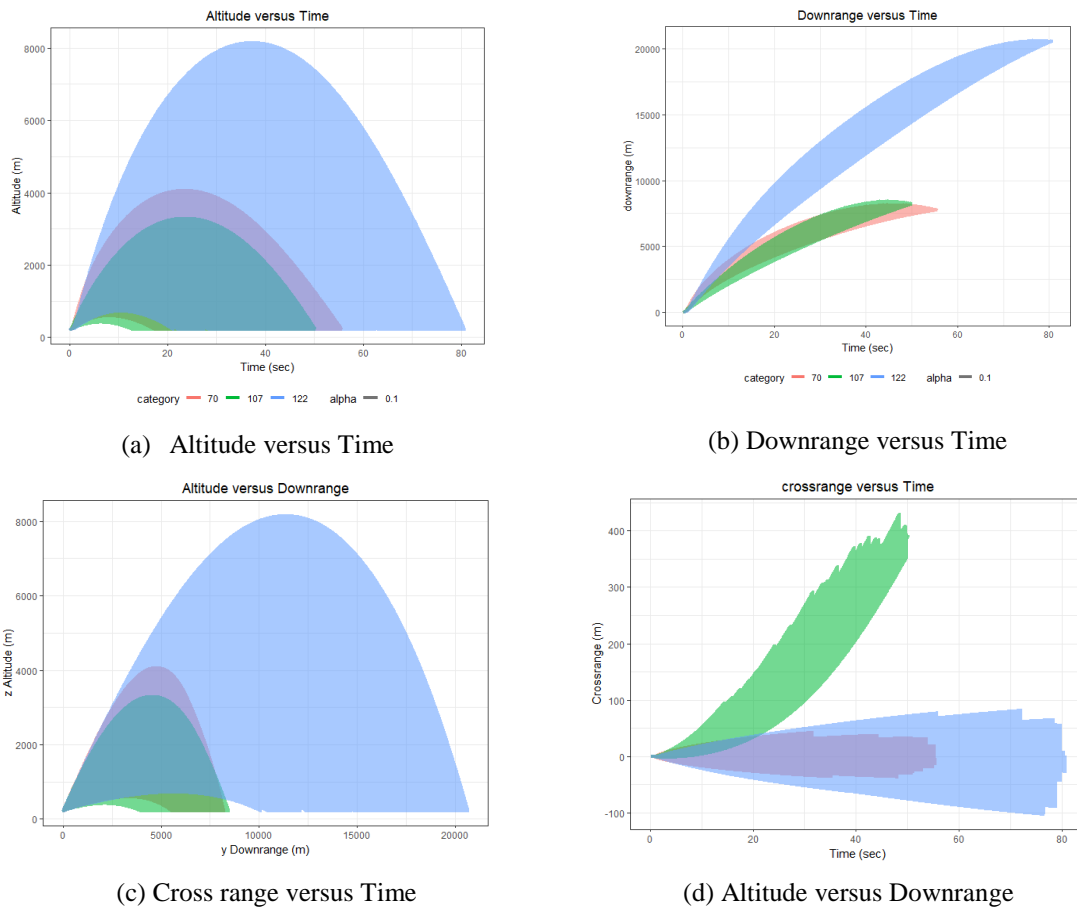 Altitude versus Time
8000
6000
4000
2000
0
Altitude (m)
0 20 40 60 80
Time (sec)
category 70 107 122 alpha 0.1
(a) Altitude versus Time
Downrange versus Time
20000
15000
10000
5000
0
downrange (m)
0 20 40 60 80
Time (sec)
category 70 107 122 alpha 0.1
(b) Downrange versus Time
Altitude versus Downrange
8000
6000
4000
2000
0
z Altitude (m)
0 5000 10000 15000 20000
y Downrange (m)
(c) Cross range versus Time
crossrange versus Time
400
300
200
100
0
-100
Crossrange (m)
0 20 40 60 80
Time (sec)
(d) Altitude versus Downrange